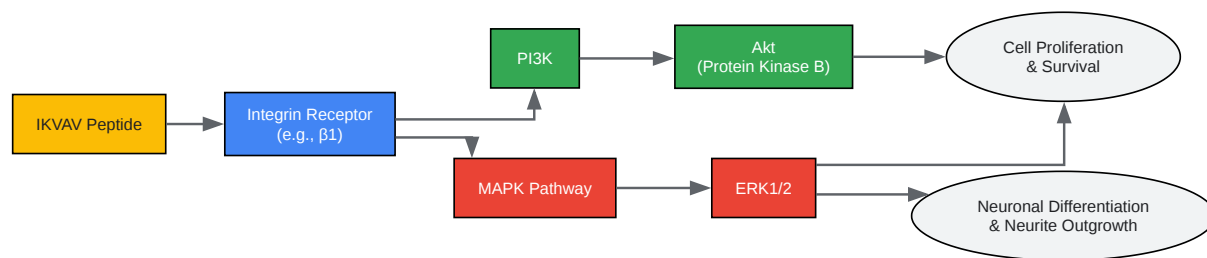 IKVAV Peptide
Integrin Receptor
(e.g., β1)
PI3K
Akt
(Protein Kinase B)
Cell Proliferation
& Survival
MAPK Pathway
ERK1/2
Neuronal Differentiation
& Neurite Outgrowth